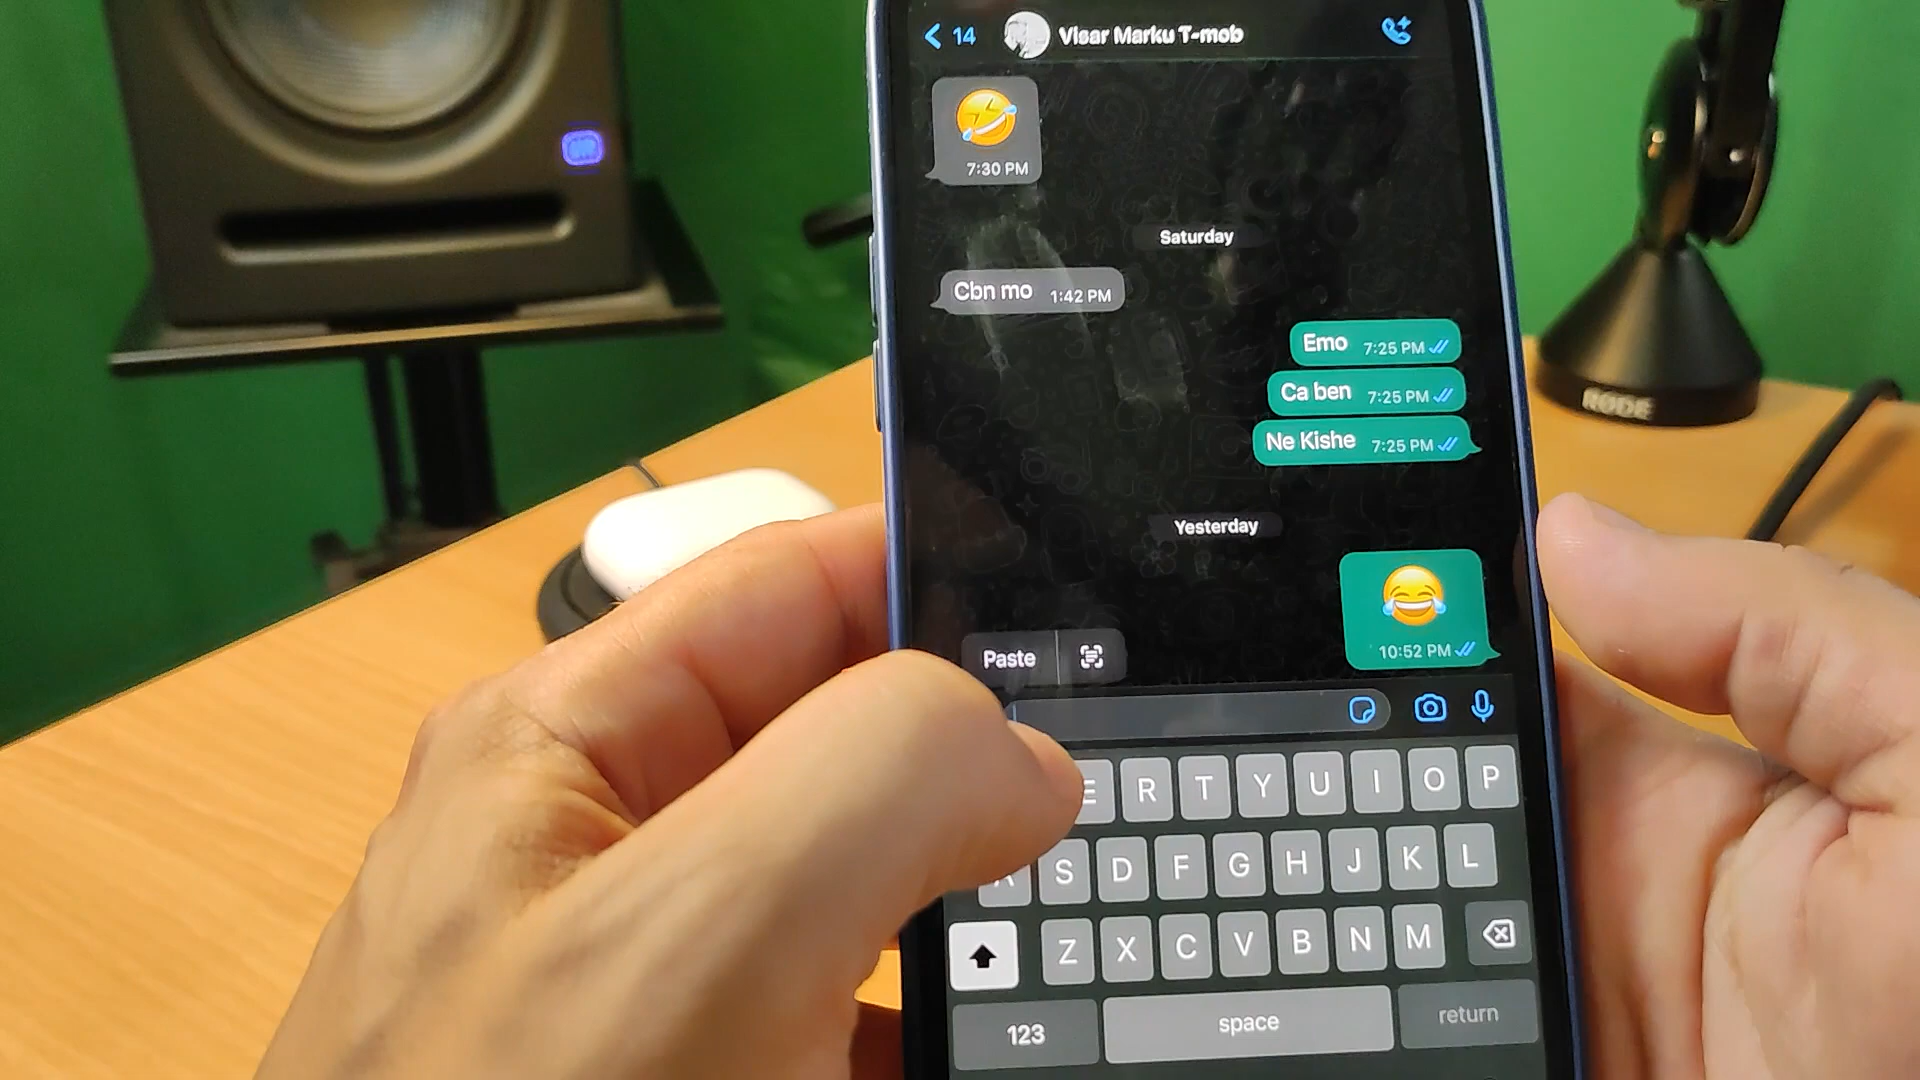 14 Visar Marku T-mob
7:30 PM
Saturday
Cbn mo 1:42 PM
Emo 7:25 PM
Ca ben 7:25 PM
Ne Kishe 7:25 PM
Yesterday
10:52 PM
Paste
E R T Y U I O P
A S D F G H J K L
Z X C V B N M
123 space return
RODE